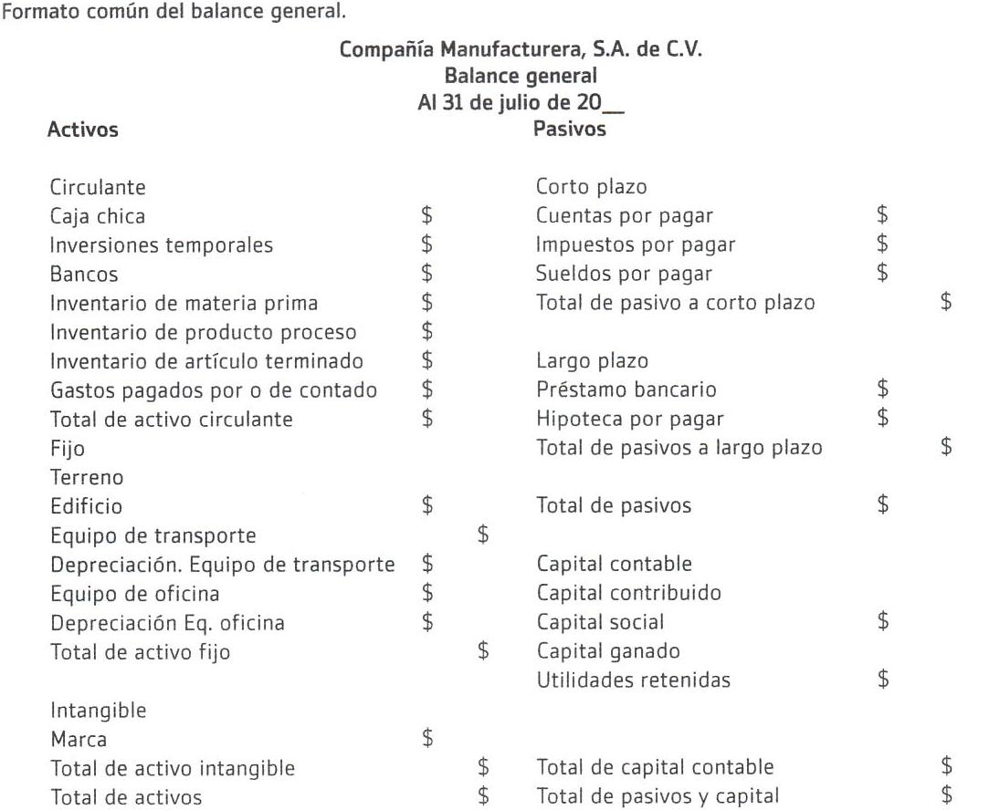 Formato común del balance general.
Compañía Manufacturera, S.A. de C.V.
Balance general
Al 31 de julio de 20__
Activos Pasivos
Circulante Corto plazo
Caja chica $ Cuentas por pagar $
Inversiones temporales $ Impuestos por pagar $
Bancos $ Sueldos por pagar $
Inventario de materia prima $ Total de pasivo a corto plazo $
Inventario de producto proceso $
Inventario de artículo terminado $ Largo plazo
Gastos pagados por o de contado $ Préstamo bancario $
Total de activo circulante $ Hipoteca por pagar $
Fijo Total de pasivos a largo plazo $
Terreno
Edificio $ Total de pasivos $
Equipo de transporte $
Depreciación. Equipo de transporte $ Capital contable
Equipo de oficina $ Capital contribuido
Depreciación Eq. oficina $ Capital social $
Total de activo fijo $ Capital ganado
Utilidades retenidas $
Intangible
Marca $
Total de activo intangible $ Total de capital contable $
Total de activos $ Total de pasivos y capital $